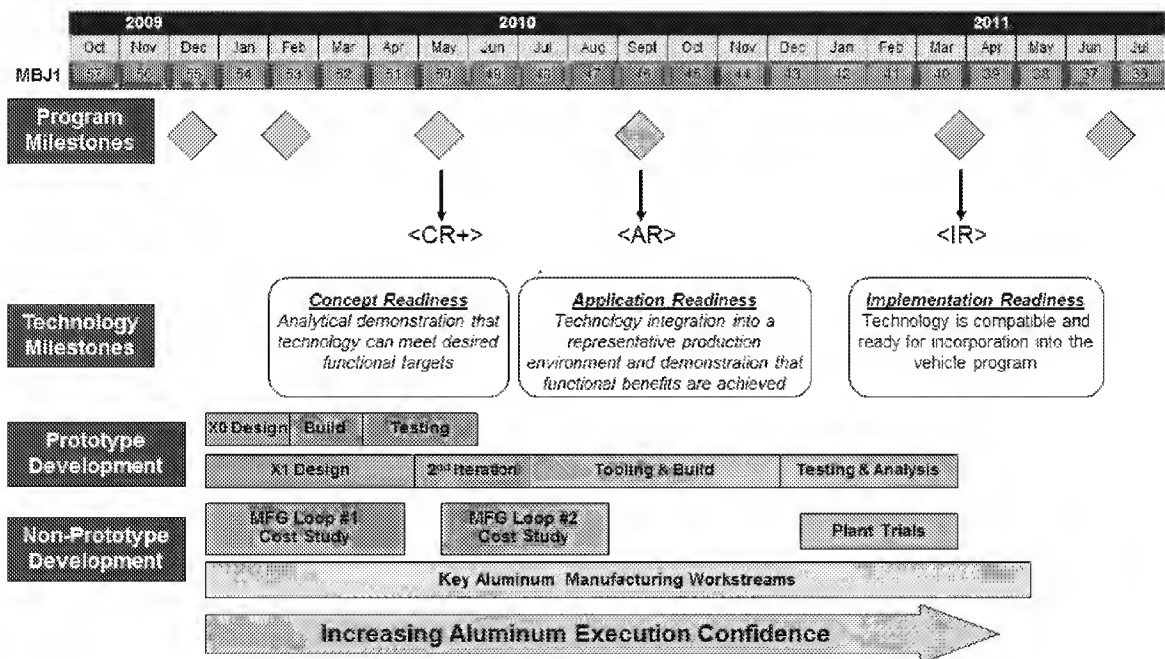 2009 2010 2011
Oct Nov Dec Jan Feb Mar Apr May Jun Jul Aug Sept Oct Nov Dec Jan Feb Mar Apr May Jun Jul
MBJ1 57 56 55 54 53 52 51 50 49 48 47 46 45 44 43 42 41 40 39 38 37 36
Program
Milestones
<CR+> <AR> <IR>
Technology
Milestones
Concept Readiness
Analytical demonstration that
technology can meet desired
functional targets
Application Readiness
Technology integration into a
representative production
environment and demonstration that
functional benefits are achieved
Implementation Readiness
Technology is compatible and
ready for incorporation into the
vehicle program
Prototype
Development
X0 Design Build Testing
X1 Design 2nd Iteration Tooling & Build Testing & Analysis
Non-Prototype
Development
MFG Loop #1
Cost Study
MFG Loop #2
Cost Study
Plant Trials
Key Aluminum Manufacturing Workstreams
Increasing Aluminum Execution Confidence